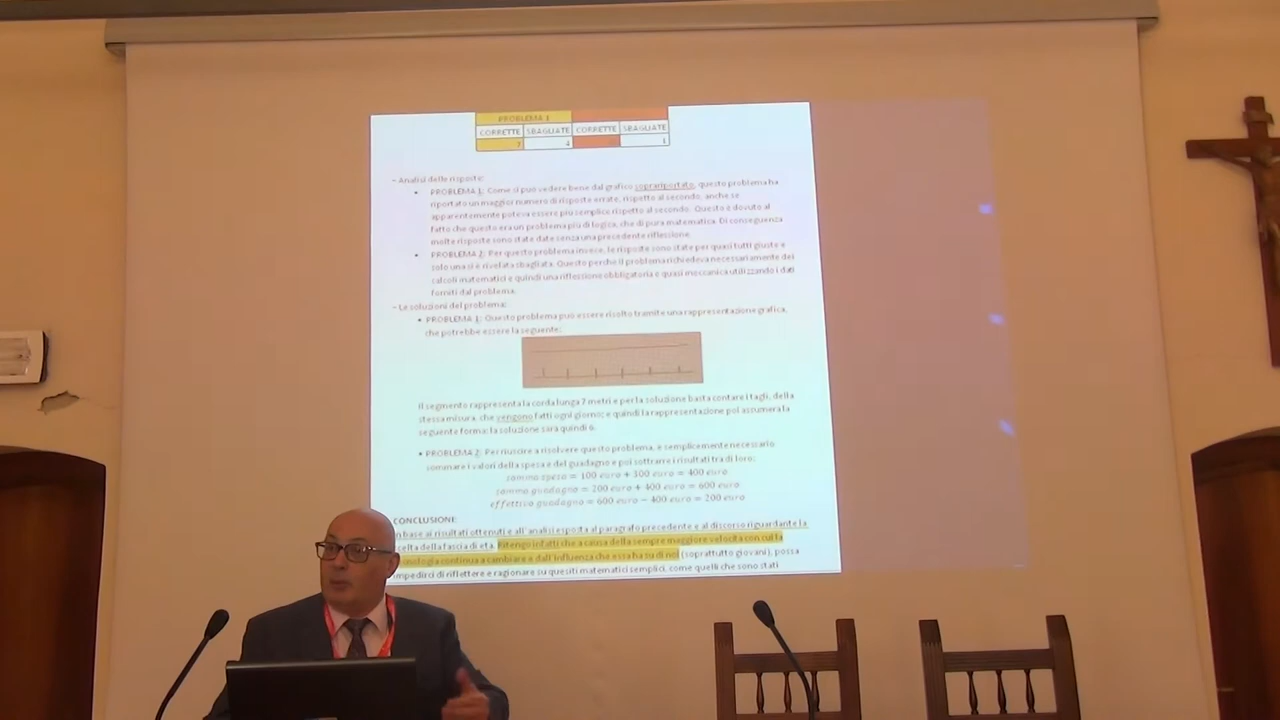 PROBLEMA 1
CORRETTE SBAGLIATE CORRETTE SBAGLIATE
4 1
– Analisi delle risposte:
• PROBLEMA 1: Come si può vedere bene dal grafico soprariportato, questo problema ha
riportato un maggior numero di risposte errate, rispetto al secondo, anche se
apparentemente poteva essere più semplice rispetto al secondo. Questo è dovuto al
fatto che questo era un problema più di logica, che di pura matematica. Di conseguenza
molte risposte sono state date senza una precedente riflessione.
• PROBLEMA 2: Per questo problema invece, le risposte sono state per quasi tutti giuste e
solo una si è rivelata sbagliata. Questo perché il problema richiedeva necessariamente dei
calcoli matematici e quindi una riflessione obbligatoria e quasi meccanica utilizzando i dati
forniti dal problema.
– Le soluzioni del problema:
• PROBLEMA 1: Questo problema può essere risolto tramite una rappresentazione grafica,
che potrebbe essere la seguente:
Il segmento rappresenta la corda lunga 7 metri e per la soluzione basta contare i tagli, della
stessa misura, che vengono fatti ogni giorno; e quindi la rappresentazione poi assumerà la
seguente forma: la soluzione sarà quindi 6.
• PROBLEMA 2: Per riuscire a risolvere questo problema, è semplicemente necessario
sommare i valori della spesa e del guadagno e poi sottrarre i risultati tra di loro:
somma spesa = 100 euro + 300 euro = 400 euro
somma guadagno = 200 euro + 400 euro = 600 euro
effettivo guadagno = 600 euro − 400 euro = 200 euro
CONCLUSIONE:
In base ai risultati ottenuti e all'analisi esposta al paragrafo precedente e al discorso riguardante la
scelta della fascia di età. Ritengo infatti che a causa della sempre maggiore velocità con cui la
tecnologia continua a cambiare e dall'influenza che essa ha su di noi (soprattutto giovani), possa
impedirci di riflettere e ragionare su quesiti matematici semplici, come quelli che sono stati